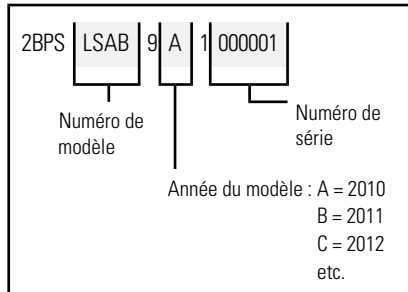 2BPS LSAB 9 A 1 000001
Numéro de
modèle
Numéro de
série
Année du modèle : A = 2010
B = 2011
C = 2012
etc.